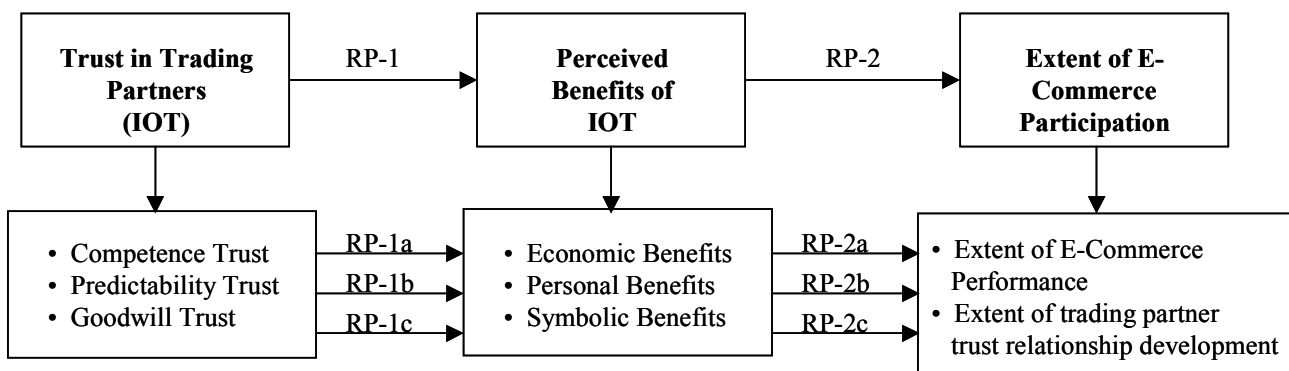 Trust in Trading
Partners
(IOT)
RP-1
Perceived
Benefits of
IOT
RP-2
Extent of E-
Commerce
Participation
• Competence Trust
• Predictability Trust
• Goodwill Trust
RP-1a
RP-1b
RP-1c
• Economic Benefits
• Personal Benefits
• Symbolic Benefits
RP-2a
RP-2b
RP-2c
• Extent of E-Commerce
Performance
• Extent of trading partner
trust relationship development